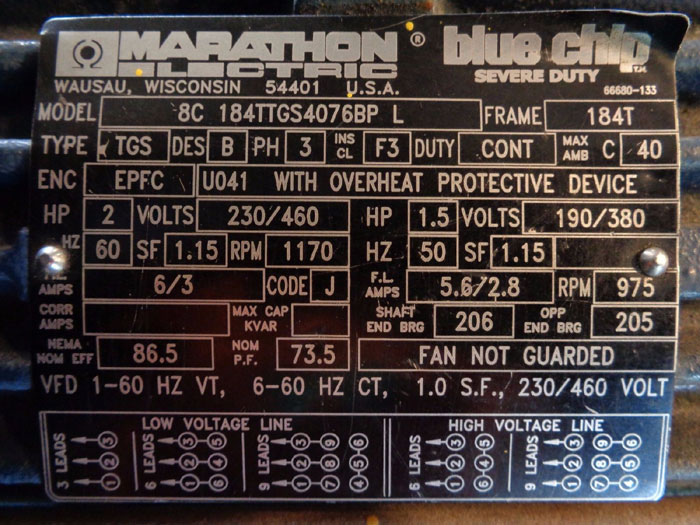 MARATHON ® blue chip TM
ELECTRIC SEVERE DUTY
WAUSAU, WISCONSIN 54401 U.S.A. 66680-133
MODEL 8C 184TTGS4076BP L FRAME 184T
TYPE TGS DES B PH 3 INS CL F3 DUTY CONT MAX AMB C 40
ENC EPFC U041 WITH OVERHEAT PROTECTIVE DEVICE
HP 2 VOLTS 230/460 HP 1.5 VOLTS 190/380
HZ 60 SF 1.15 RPM 1170 HZ 50 SF 1.15
AMPS 6/3 CODE J F.L. AMPS 5.6/2.8 RPM 975
CORR AMPS MAX CAP KVAR SHAFT END BRG 206 OPP END BRG 205
NEMA NOM EFF 86.5 NOM P.F. 73.5 FAN NOT GUARDED
VFD 1-60 HZ VT, 6-60 HZ CT, 1.0 S.F., 230/460 VOLT
LOW VOLTAGE LINE HIGH VOLTAGE LINE
3 LEADS 6 LEADS 9 LEADS 6 LEADS 9 LEADS